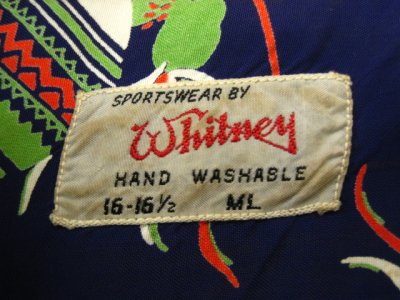 SPORTSWEAR BY
Whitney
HAND WASHABLE
16-16½ ML